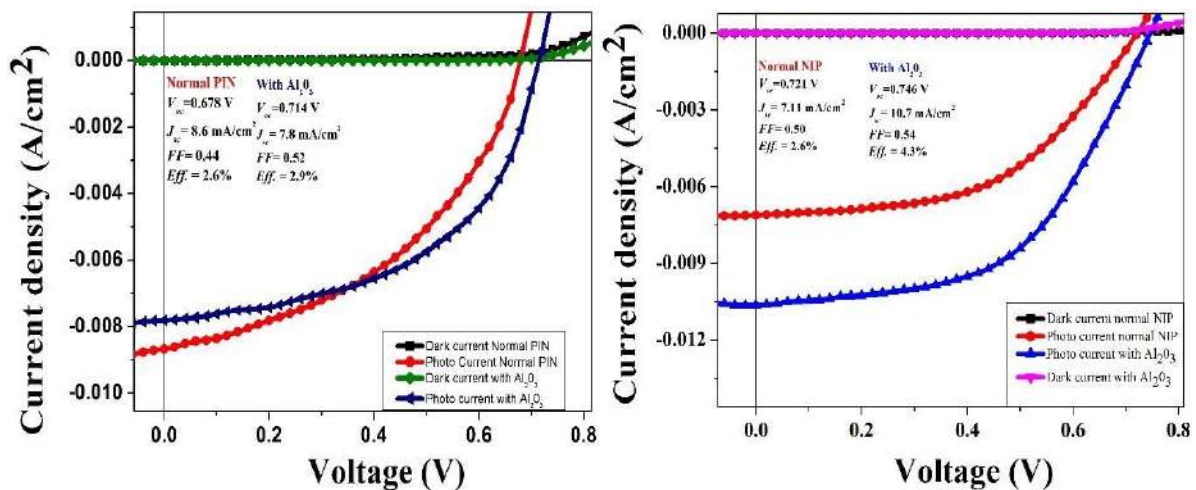 Current density (A/cm²)
0.000
-0.002
-0.004
-0.006
-0.008
-0.010
Normal PIN With Al₂0₃
Voc=0.678 V Voc=0.714 V
Jsc= 8.6 mA/cm² Jsc= 7.8 mA/cm²
FF= 0.44 FF= 0.52
Eff. = 2.6% Eff. = 2.9%
Dark current Normal PIN
Photo Current Normal PIN
Dark current with Al₂O₃
Photo current with Al₂O₃
0.0 0.2 0.4 0.6 0.8
Voltage (V)
Current density (A/cm²)
0.000
-0.003
-0.006
-0.009
-0.012
Normal NIP With Al₂0₃
Voc=0.721 V Voc=0.746 V
Jsc= 7.11 mA/cm² Jsc= 10.7 mA/cm²
FF= 0.50 FF= 0.54
Eff. = 2.6% Eff. = 4.3%
Dark current normal NIP
Photo current normal NIP
Photo current with Al₂0₃
Dark current with Al₂0₃
0.0 0.2 0.4 0.6 0.8
Voltage (V)